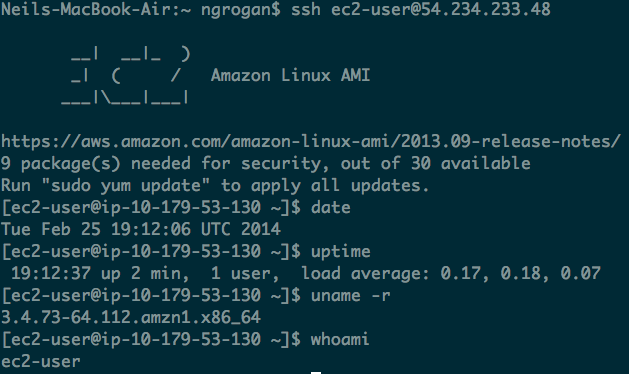 Neils-MacBook-Air:~ ngrogan$ ssh ec2-user@54.234.233.48
       __|  __|_  )
       _|  (     /   Amazon Linux AMI
      ___|\___|___|
https://aws.amazon.com/amazon-linux-ami/2013.09-release-notes/
9 package(s) needed for security, out of 30 available
Run "sudo yum update" to apply all updates.
[ec2-user@ip-10-179-53-130 ~]$ date
Tue Feb 25 19:12:06 UTC 2014
[ec2-user@ip-10-179-53-130 ~]$ uptime
 19:12:37 up 2 min,  1 user,  load average: 0.17, 0.18, 0.07
[ec2-user@ip-10-179-53-130 ~]$ uname -r
3.4.73-64.112.amzn1.x86_64
[ec2-user@ip-10-179-53-130 ~]$ whoami
ec2-user